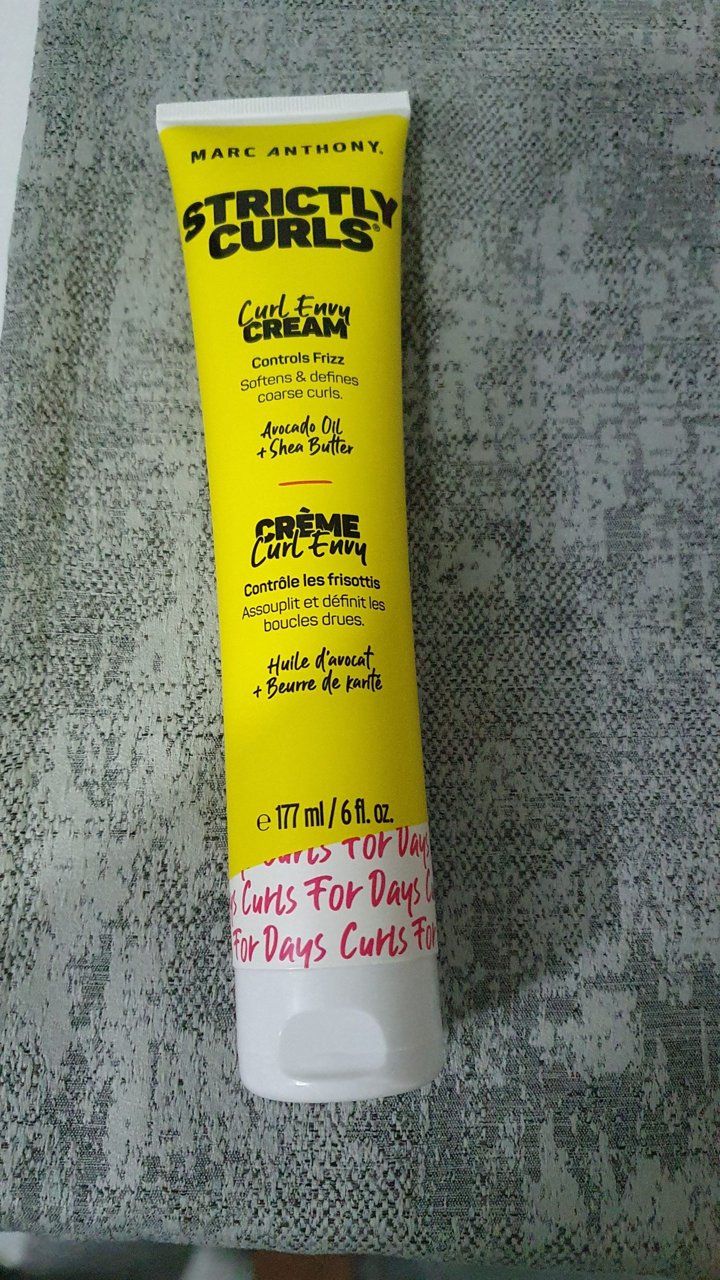 MARC ANTHONY®
STRICTLY
CURLS®
Curl Envy
CREAM
Controls Frizz
Softens & defines
coarse curls.
Avocado Oil
+ Shea Butter
CRÈME
Curl Envy
Contrôle les frisottis
Assouplit et définit les
boucles drues.
Huile d'avocat
+ Beurre de karité
℮ 177 ml / 6 fl. oz.
Curls For Days
Curls For Days
For Days Curls For